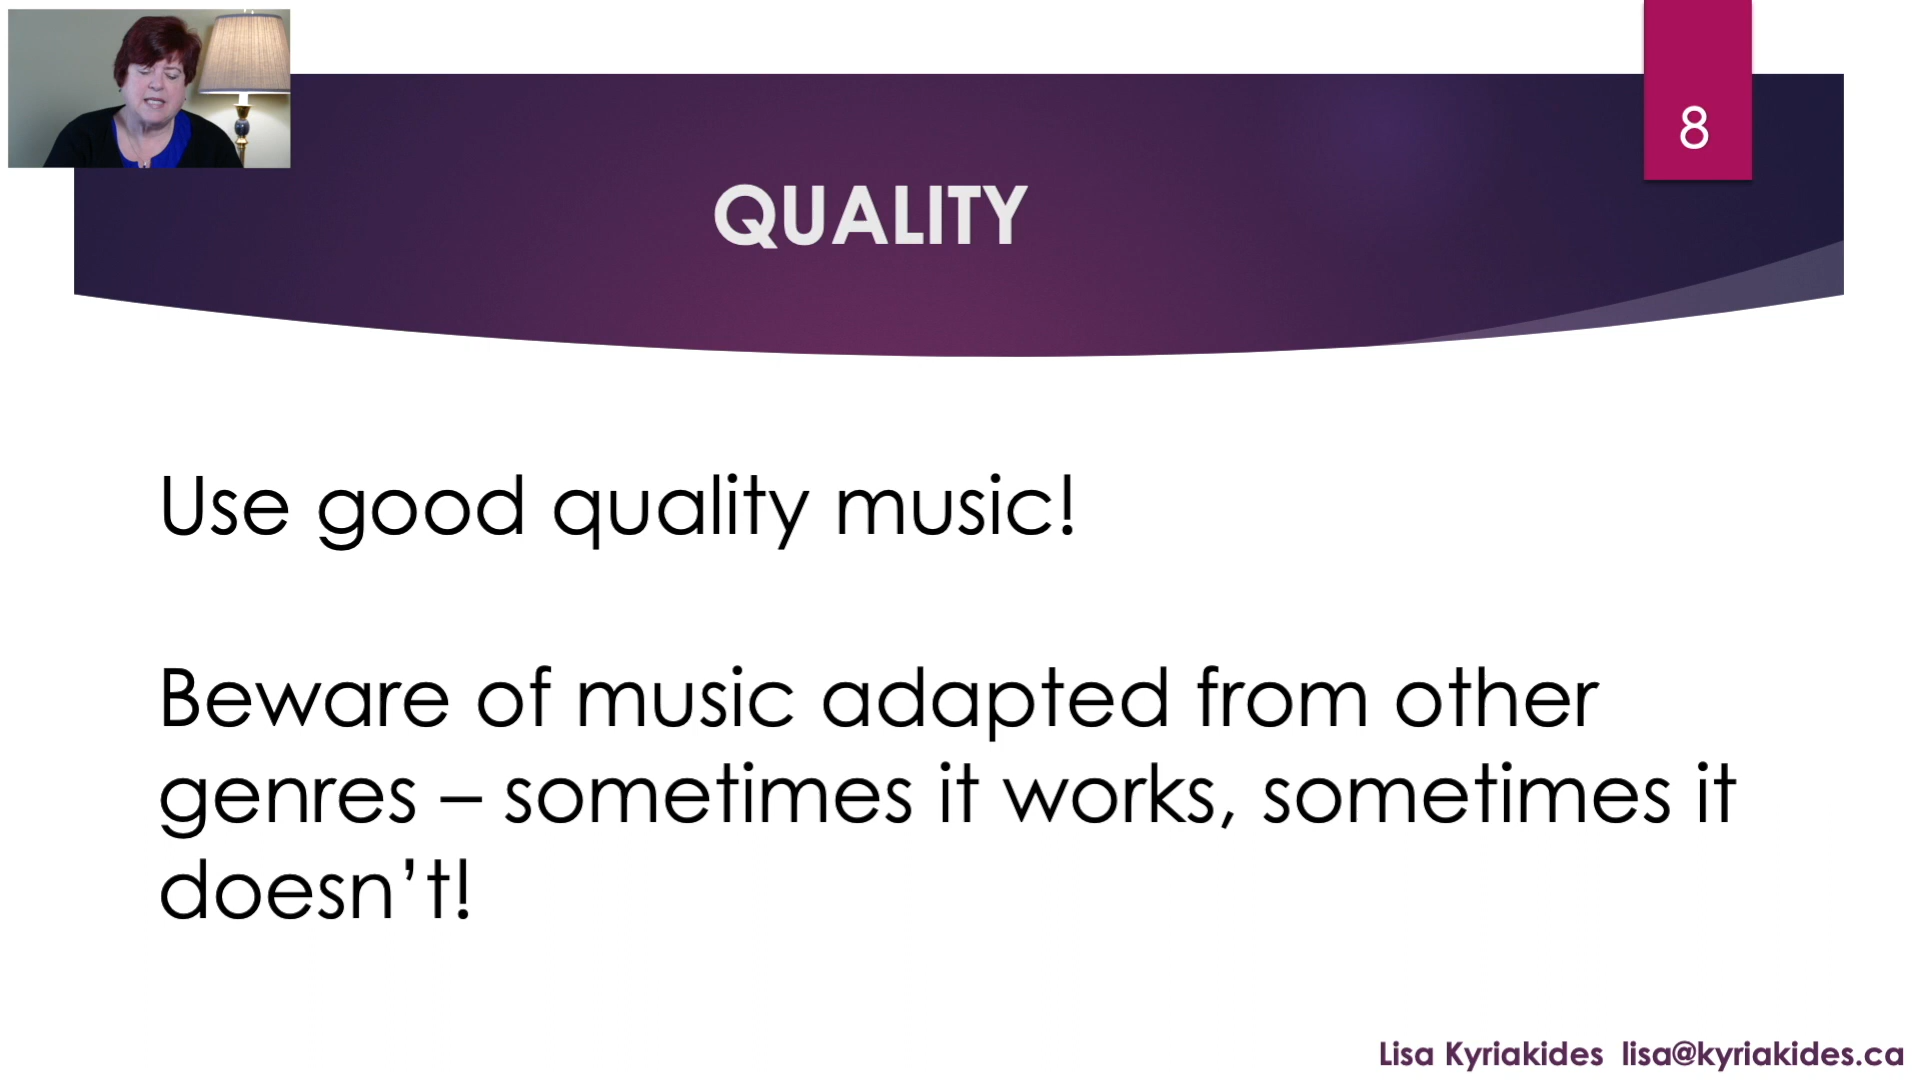 8
QUALITY
Use good quality music!
Beware of music adapted from other
genres – sometimes it works, sometimes it
doesn’t!
Lisa Kyriakides lisa@kyriakides.ca